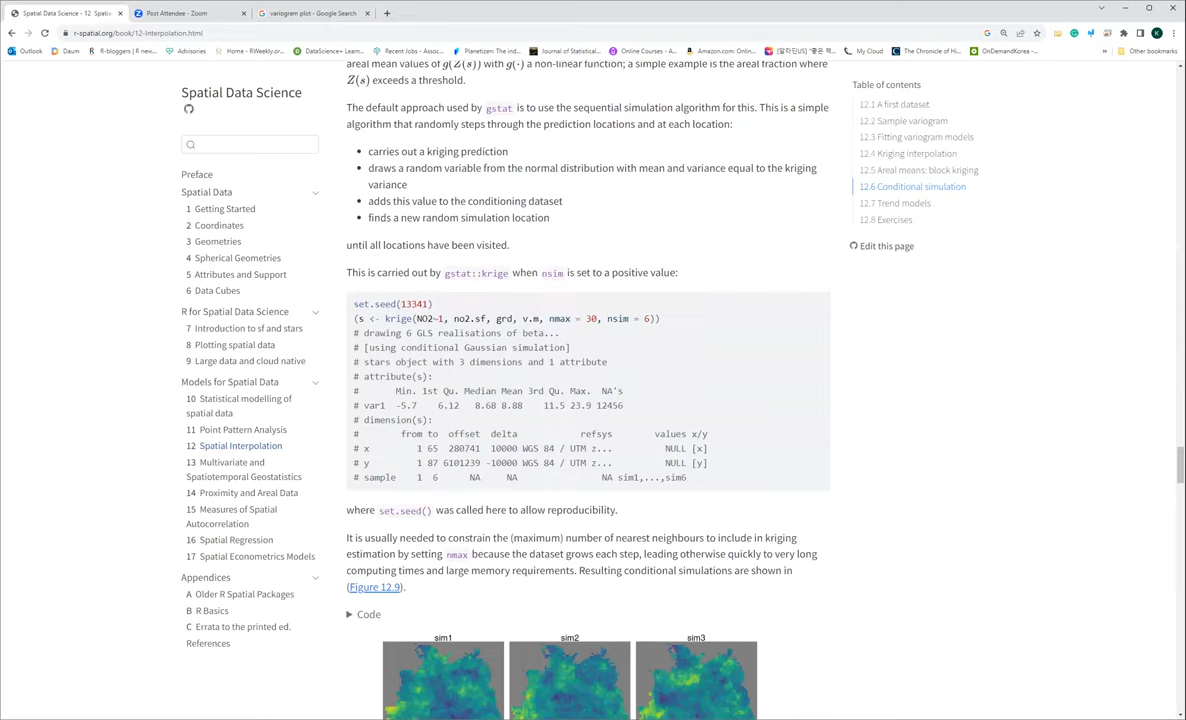 Spatial Data Science - 12  Spati
Post Attendee - Zoom
variogram plot - Google Search
r-spatial.org/book/12-Interpolation.html
Outlook
Daum
R-bloggers | R new...
Advisories
Home - RWeekly.or...
DataScience+ Learn...
Recent Jobs - Assoc...
Planetizen: The ind...
Journal of Statistical...
Online Courses - A...
Amazon.com: Onlin...
[알라딘US] "좋은 책...
My Cloud
The Chronicle of Hi...
OnDemandKorea -...
Other bookmarks
Spatial Data Science
Preface
Spatial Data
1 Getting Started
2 Coordinates
3 Geometries
4 Spherical Geometries
5 Attributes and Support
6 Data Cubes
R for Spatial Data Science
7 Introduction to sf and stars
8 Plotting spatial data
9 Large data and cloud native
Models for Spatial Data
10 Statistical modelling of
spatial data
11 Point Pattern Analysis
12 Spatial Interpolation
13 Multivariate and
Spatiotemporal Geostatistics
14 Proximity and Areal Data
15 Measures of Spatial
Autocorrelation
16 Spatial Regression
17 Spatial Econometrics Models
Appendices
A Older R Spatial Packages
B R Basics
C Errata to the printed ed.
References
areal mean values of g(Z(s)) with g(·) a non-linear function; a simple example is the areal fraction where
Z(s) exceeds a threshold.
The default approach used by gstat is to use the sequential simulation algorithm for this. This is a simple
algorithm that randomly steps through the prediction locations and at each location:
• carries out a kriging prediction
• draws a random variable from the normal distribution with mean and variance equal to the kriging
variance
• adds this value to the conditioning dataset
• finds a new random simulation location
until all locations have been visited.
This is carried out by gstat::krige when nsim is set to a positive value:
set.seed(13341)
(s <- krige(NO2~1, no2.sf, grd, v.m, nmax = 30, nsim = 6))
# drawing 6 GLS realisations of beta...
# [using conditional Gaussian simulation]
# stars object with 3 dimensions and 1 attribute
# attribute(s):
#       Min. 1st Qu. Median Mean 3rd Qu. Max.  NA's
# var1  -5.7    6.12   8.68 8.88    11.5 23.9 12456
# dimension(s):
#        from to  offset  delta            refsys        values x/y
# x         1 65  280741  10000 WGS 84 / UTM z...          NULL [x]
# y         1 87 6101239 -10000 WGS 84 / UTM z...          NULL [y]
# sample    1  6      NA     NA                NA sim1,...,sim6
where set.seed() was called here to allow reproducibility.
It is usually needed to constrain the (maximum) number of nearest neighbours to include in kriging
estimation by setting nmax because the dataset grows each step, leading otherwise quickly to very long
computing times and large memory requirements. Resulting conditional simulations are shown in
(Figure 12.9).
Code
sim1
sim2
sim3
Table of contents
12.1 A first dataset
12.2 Sample variogram
12.3 Fitting variogram models
12.4 Kriging interpolation
12.5 Areal means: block kriging
12.6 Conditional simulation
12.7 Trend models
12.8 Exercises
Edit this page